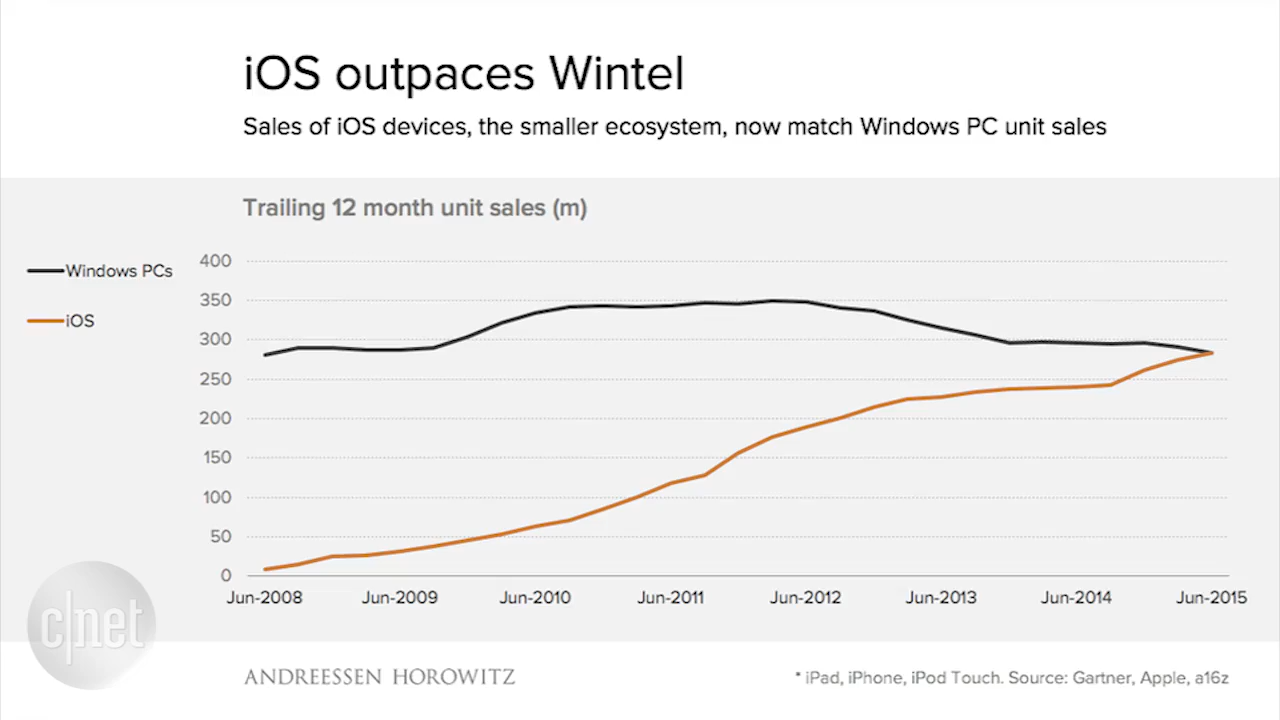 iOS outpaces Wintel
Sales of iOS devices, the smaller ecosystem, now match Windows PC unit sales
Trailing 12 month unit sales (m)
Windows PCs
iOS
400
350
300
250
200
150
100
50
0
Jun-2008 Jun-2009 Jun-2010 Jun-2011 Jun-2012 Jun-2013 Jun-2014 Jun-2015
c|net
ANDREESSEN HOROWITZ
* iPad, iPhone, iPod Touch. Source: Gartner, Apple, a16z